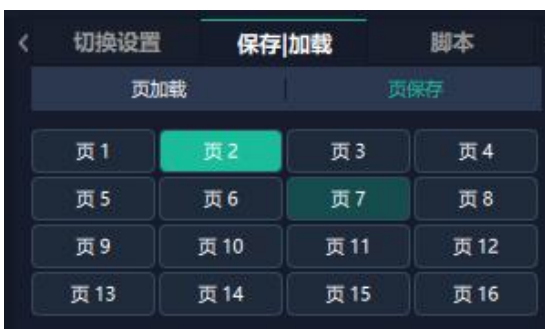 切换设置 保存|加载 脚本
页加载 页保存
页 1 页 2 页 3 页 4
页 5 页 6 页 7 页 8
页 9 页 10 页 11 页 12
页 13 页 14 页 15 页 16